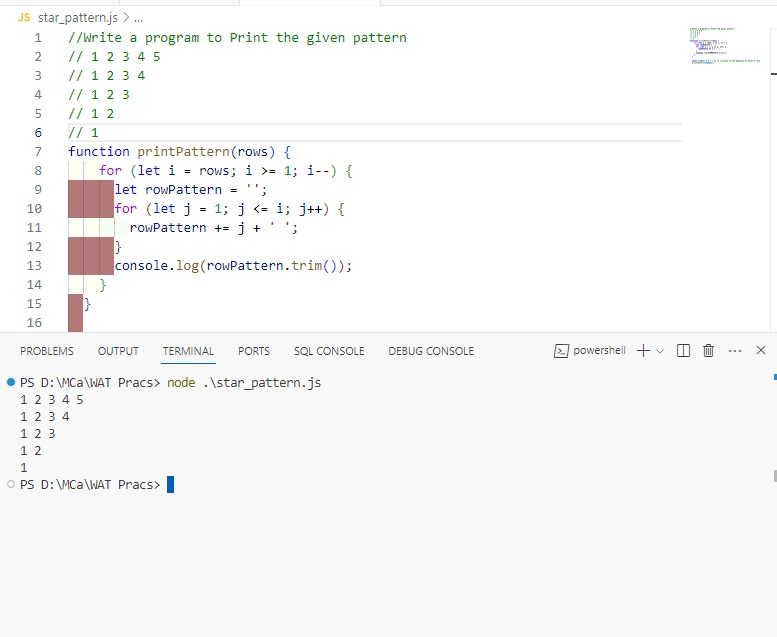 JS star_pattern.js > ...
1 //Write a program to Print the given pattern
2 // 1 2 3 4 5
3 // 1 2 3 4
4 // 1 2 3
5 // 1 2
6 // 1
7 function printPattern(rows) {
8 for (let i = rows; i >= 1; i--) {
9 let rowPattern = '';
10 for (let j = 1; j <= i; j++) {
11 rowPattern += j + ' ';
12 }
13 console.log(rowPattern.trim());
14 }
15 }
16
PROBLEMS OUTPUT TERMINAL PORTS SQL CONSOLE DEBUG CONSOLE powershell
PS D:\MCa\WAT Pracs> node .\star_pattern.js
1 2 3 4 5
1 2 3 4
1 2 3
1 2
1
PS D:\MCa\WAT Pracs>